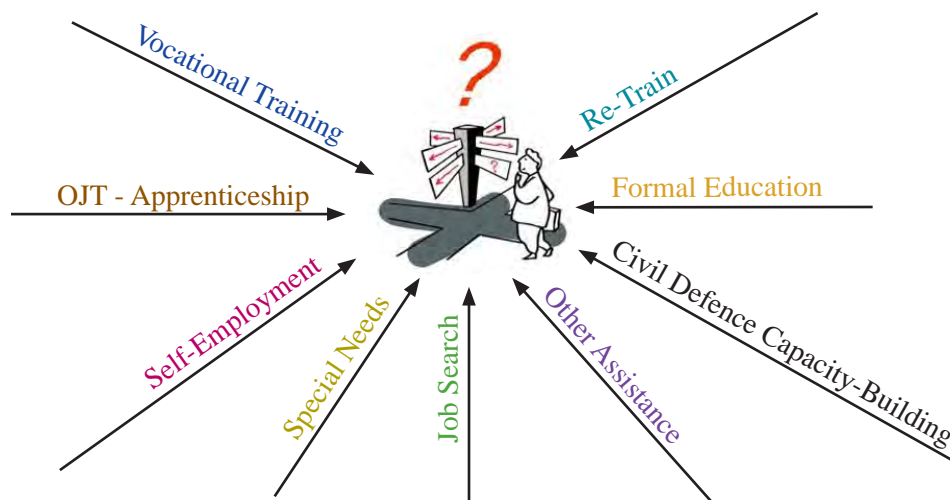 ?
Vocational Training
Re-Train
?
OJT - Apprenticeship
Formal Education
Self-Employment
Special Needs
Job Search
Other Assistance
Civil Defence Capacity-Building